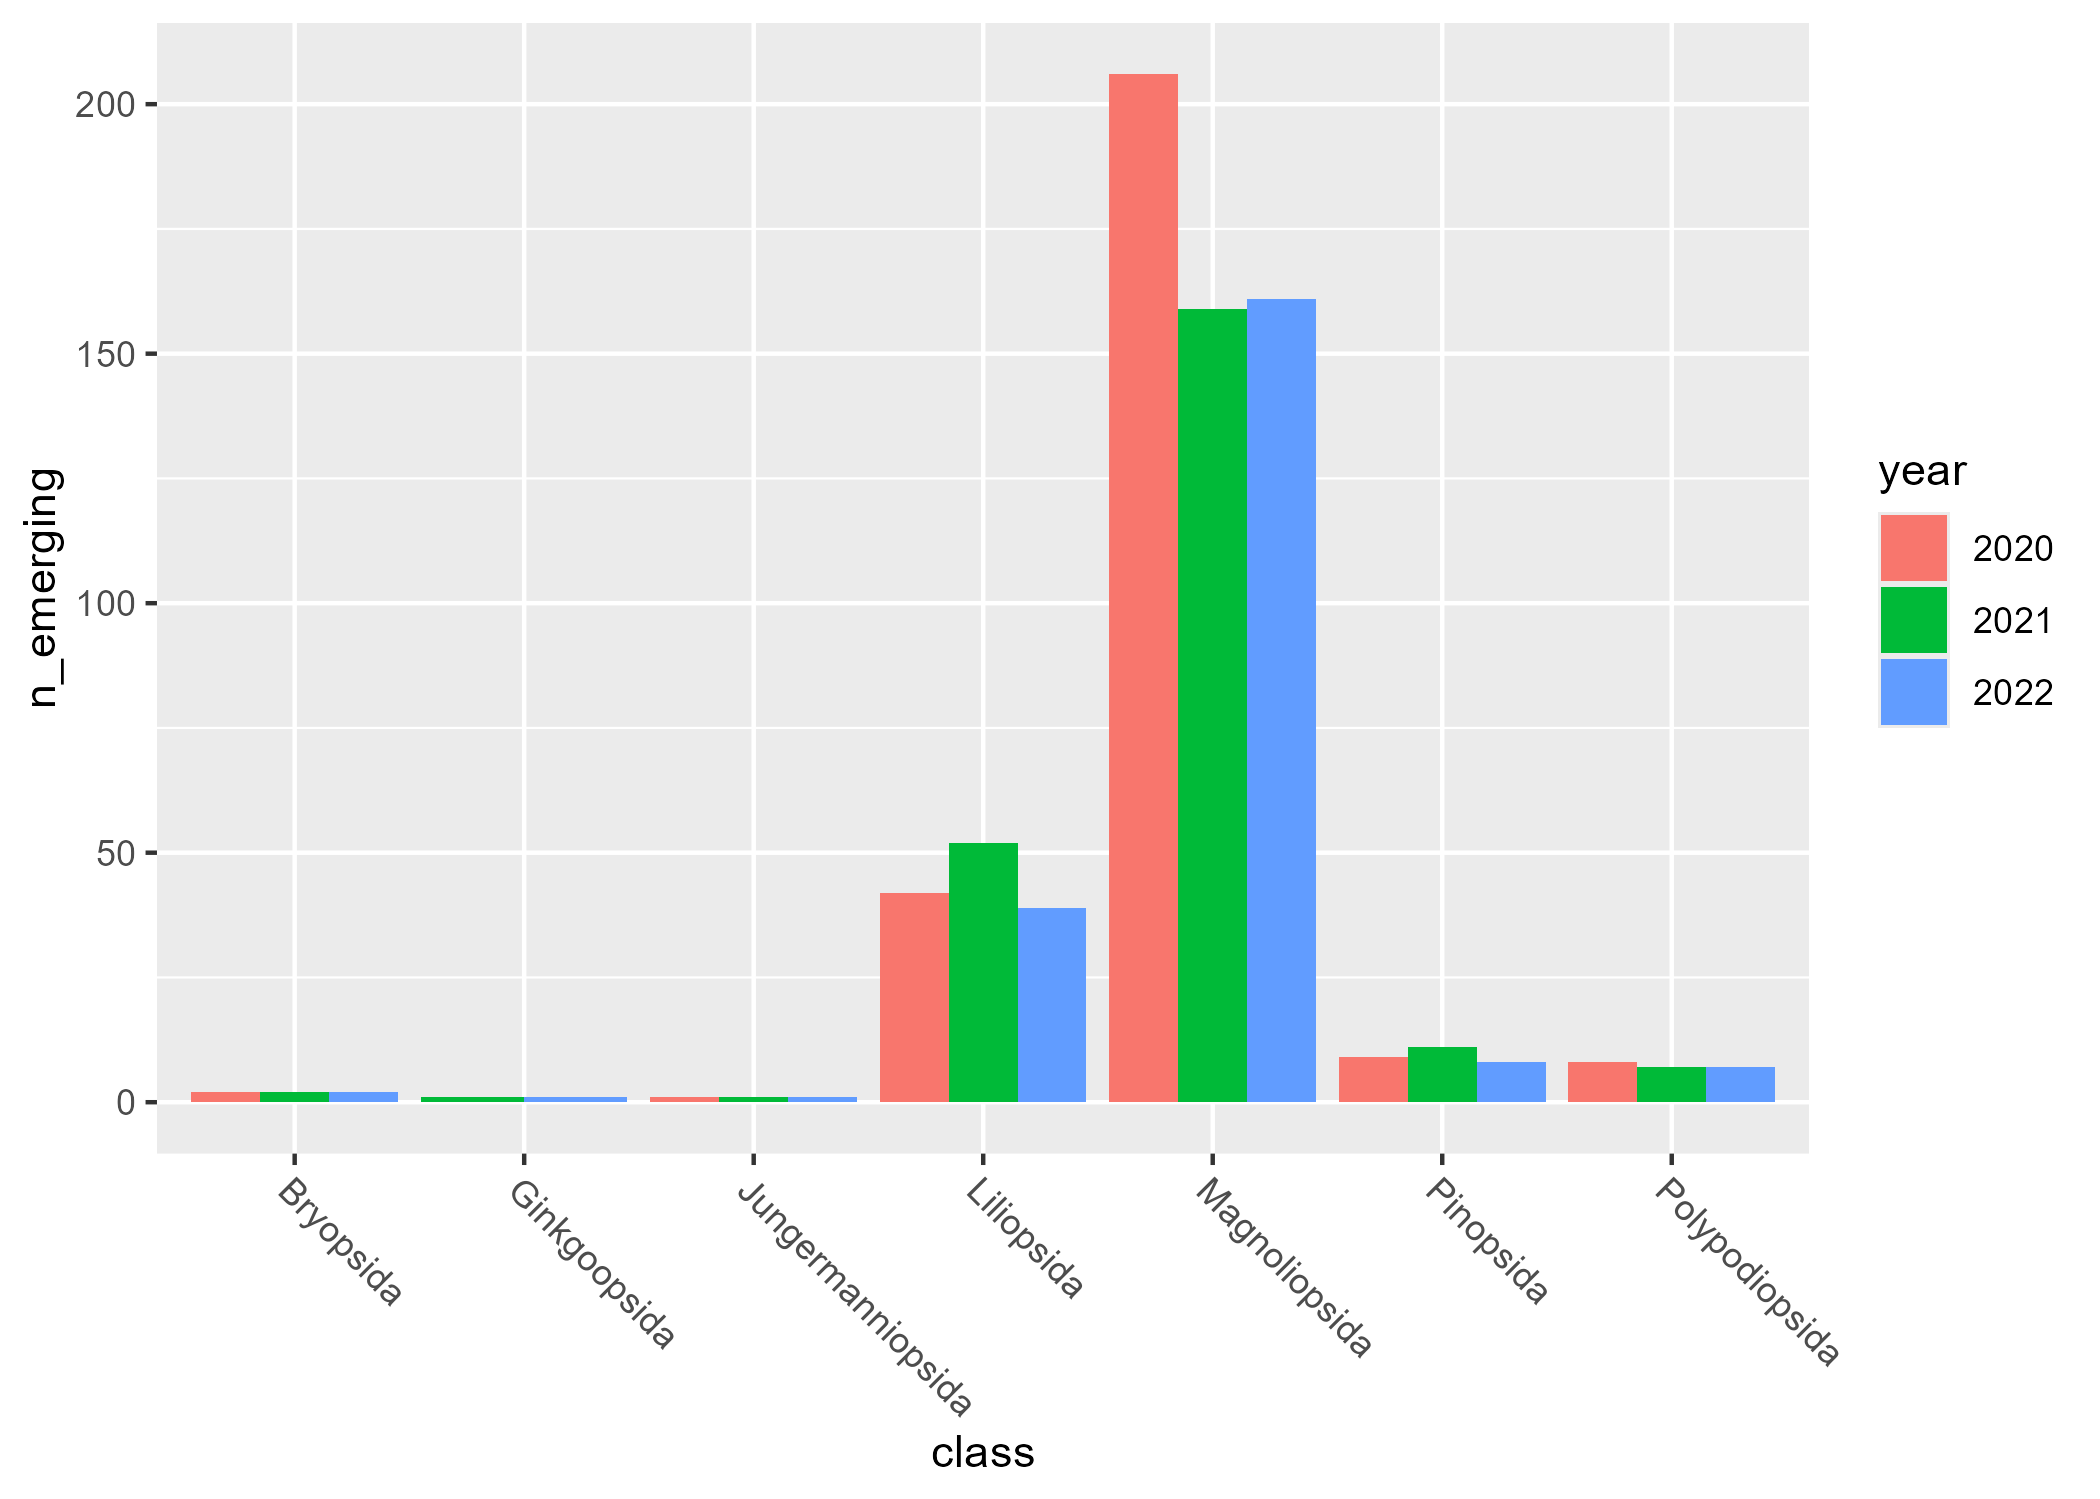 200
150
100
50
0
n_emerging
Bryopsida
Ginkgoopsida
Jungermanniopsida
Liliopsida
Magnoliopsida
Pinopsida
Polypodiopsida
class
year
2020
2021
2022